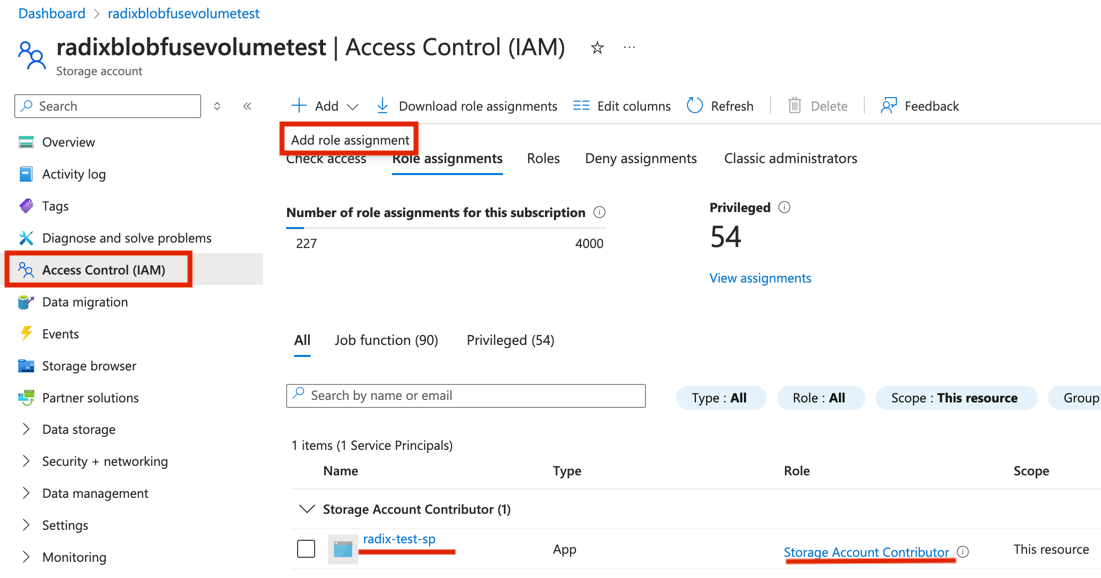 Dashboard > radixblobfusevolumetest
radixblobfusevolumetest | Access Control (IAM)
Storage account
Search
Overview
Activity log
Tags
Diagnose and solve problems
Access Control (IAM)
Data migration
Events
Storage browser
Partner solutions
Data storage
Security + networking
Data management
Settings
Monitoring
Add Download role assignments Edit columns Refresh Delete Feedback
Add role assignment
Check access Role assignments Roles Deny assignments Classic administrators
Number of role assignments for this subscription
227 4000
Privileged
54
View assignments
All Job function (90) Privileged (54)
Search by name or email
Type : All Role : All Scope : This resource Group
1 items (1 Service Principals)
Name Type Role Scope
Storage Account Contributor (1)
radix-test-sp App Storage Account Contributor This resource